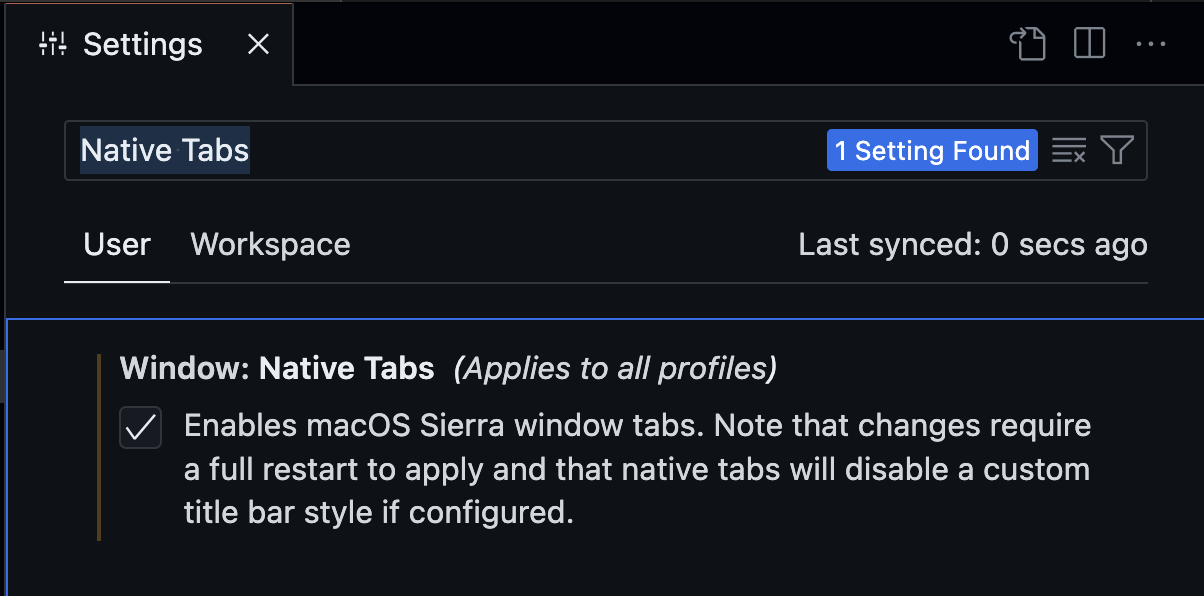 Settings
Native Tabs
1 Setting Found
User
Workspace
Last synced: 0 secs ago
Window: Native Tabs (Applies to all profiles)
Enables macOS Sierra window tabs. Note that changes require
a full restart to apply and that native tabs will disable a custom
title bar style if configured.